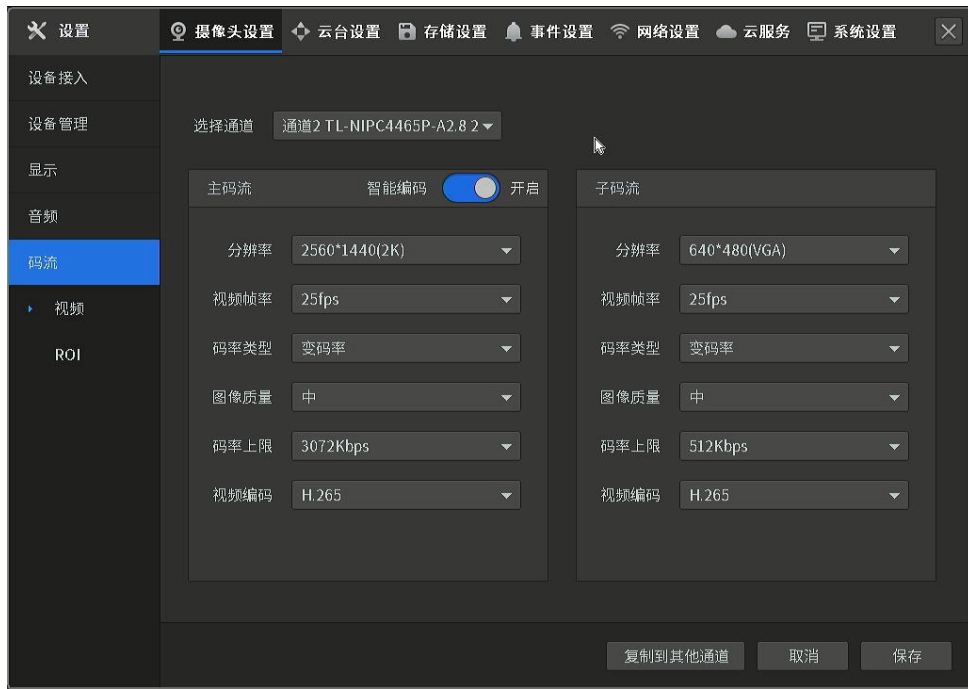 设置 摄像头设置 云台设置 存储设置 事件设置 网络设置 云服务 系统设置
设备接入
设备管理
显示
音频
码流
视频
ROI
选择通道 通道2 TL-NIPC4465P-A2.8 2
主码流 智能编码 开启
分辨率 2560*1440(2K)
视频帧率 25fps
码率类型 变码率
图像质量 中
码率上限 3072Kbps
视频编码 H.265
子码流
分辨率 640*480(VGA)
视频帧率 25fps
码率类型 变码率
图像质量 中
码率上限 512Kbps
视频编码 H.265
复制到其他通道 取消 保存